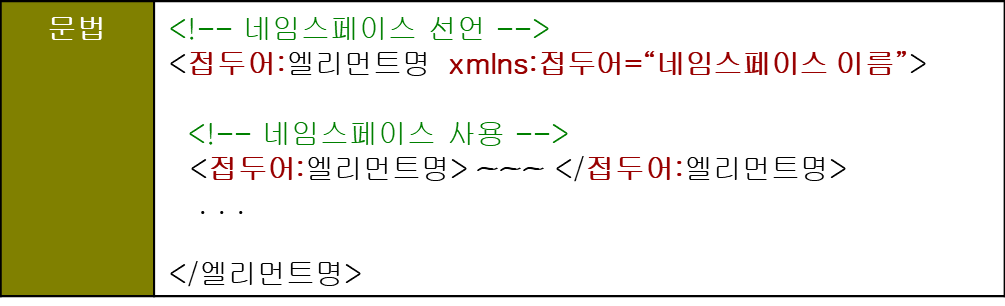 문법
<!-- 네임스페이스 선언 -->
<접두어:엘리먼트명 xmlns:접두어=“네임스페이스 이름”>
<!-- 네임스페이스 사용 -->
<접두어:엘리먼트명> ~~~ </접두어:엘리먼트명>
. . .
</엘리먼트명>